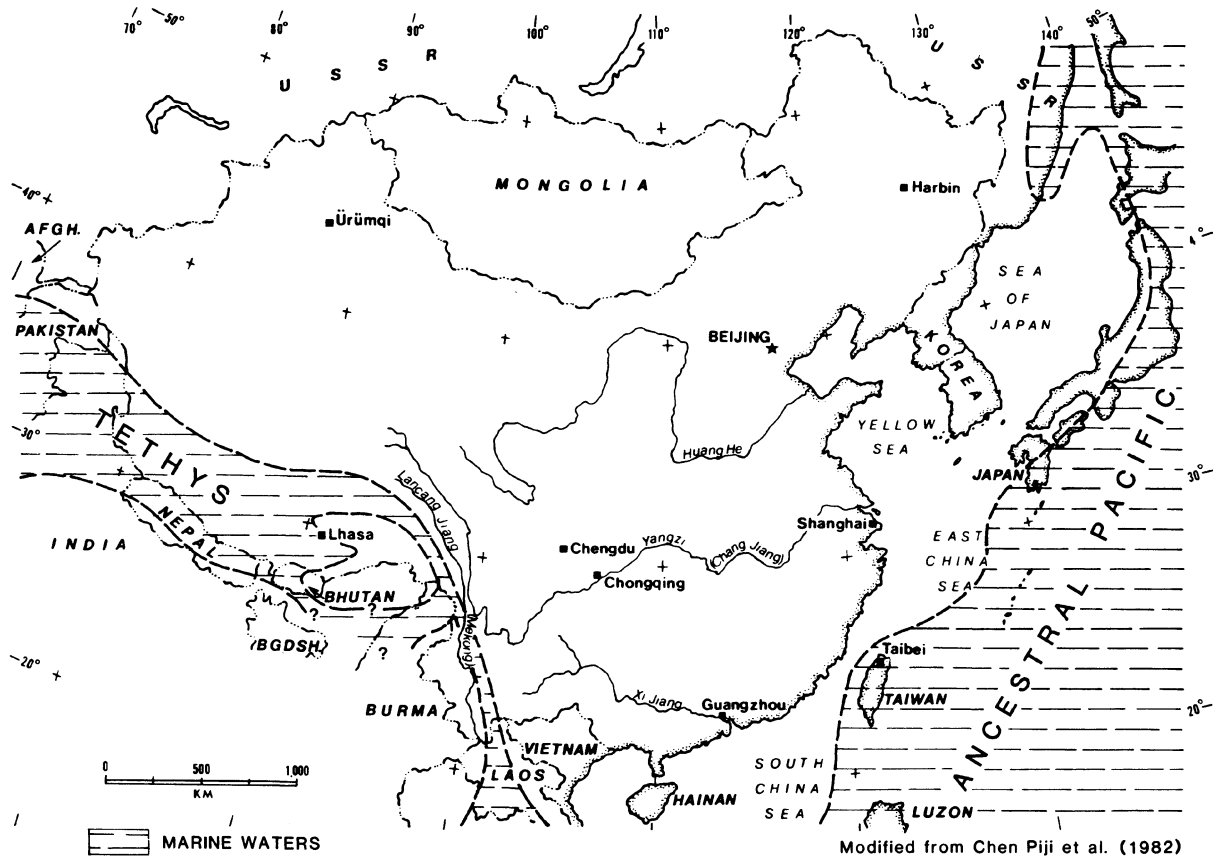 70° 50° 80° 90° 100° 110° 120° 130° 140° 50°
U S S R
U S S R
40°
AFGH.
MONGOLIA
Harbin
Ürümqi
4°
SEA
OF
JAPAN
PAKISTAN
BEIJING
KOREA
TETHYS
30°
YELLOW
SEA
Huang He
Lancang Jiang
JAPAN
30°
ANCESTRAL PACIFIC
NEPAL
INDIA
Lhasa
Shanghai
EAST
CHINA
SEA
Chengdu
Yangzi
(Chang Jiang)
Chongqing
BHUTAN
?
?
BGDSH.
?
(Mekong)
20°
Taibei
BURMA
Xi Jiang
Guangzhou
TAIWAN
20°
VIETNAM
LAOS
SOUTH
CHINA
SEA
HAINAN
LUZON
0 500 1,000
KM
MARINE WATERS
Modified from Chen Piji et al. (1982)